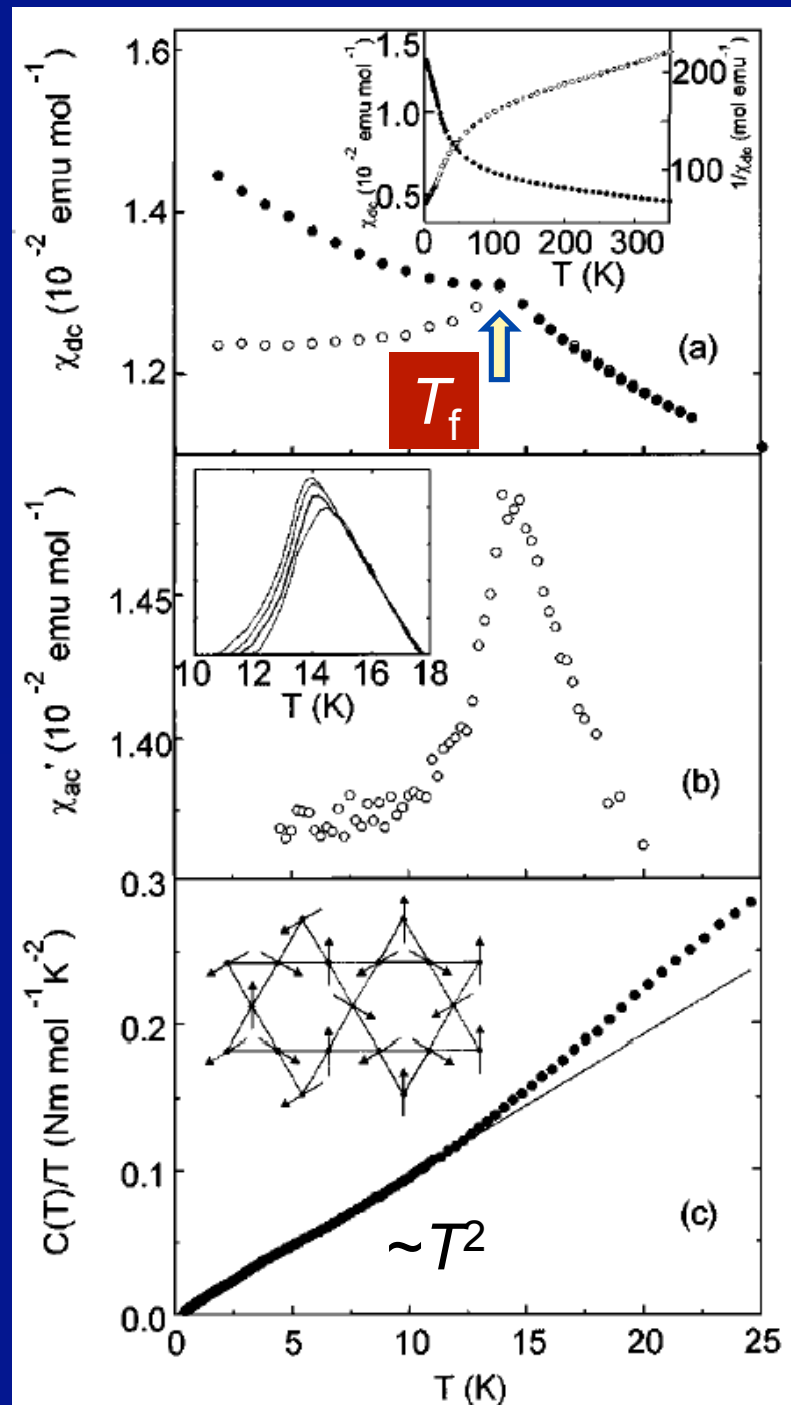 χdc (10⁻² emu mol⁻¹)
1.6
1.4
1.2
χdc (10⁻² emu mol⁻¹)
1.5
1.0
0.5
200
100
1/χdc (mol emu⁻¹)
0 100 200 300
T (K)
(a)
Tf
χac' (10⁻² emu mol⁻¹)
1.45
1.40
10 12 14 16 18
T (K)
(b)
C(T)/T (Nm mol⁻¹K⁻²)
0.3
0.2
0.1
0.0
~T²
(c)
0 5 10 15 20 25
T (K)